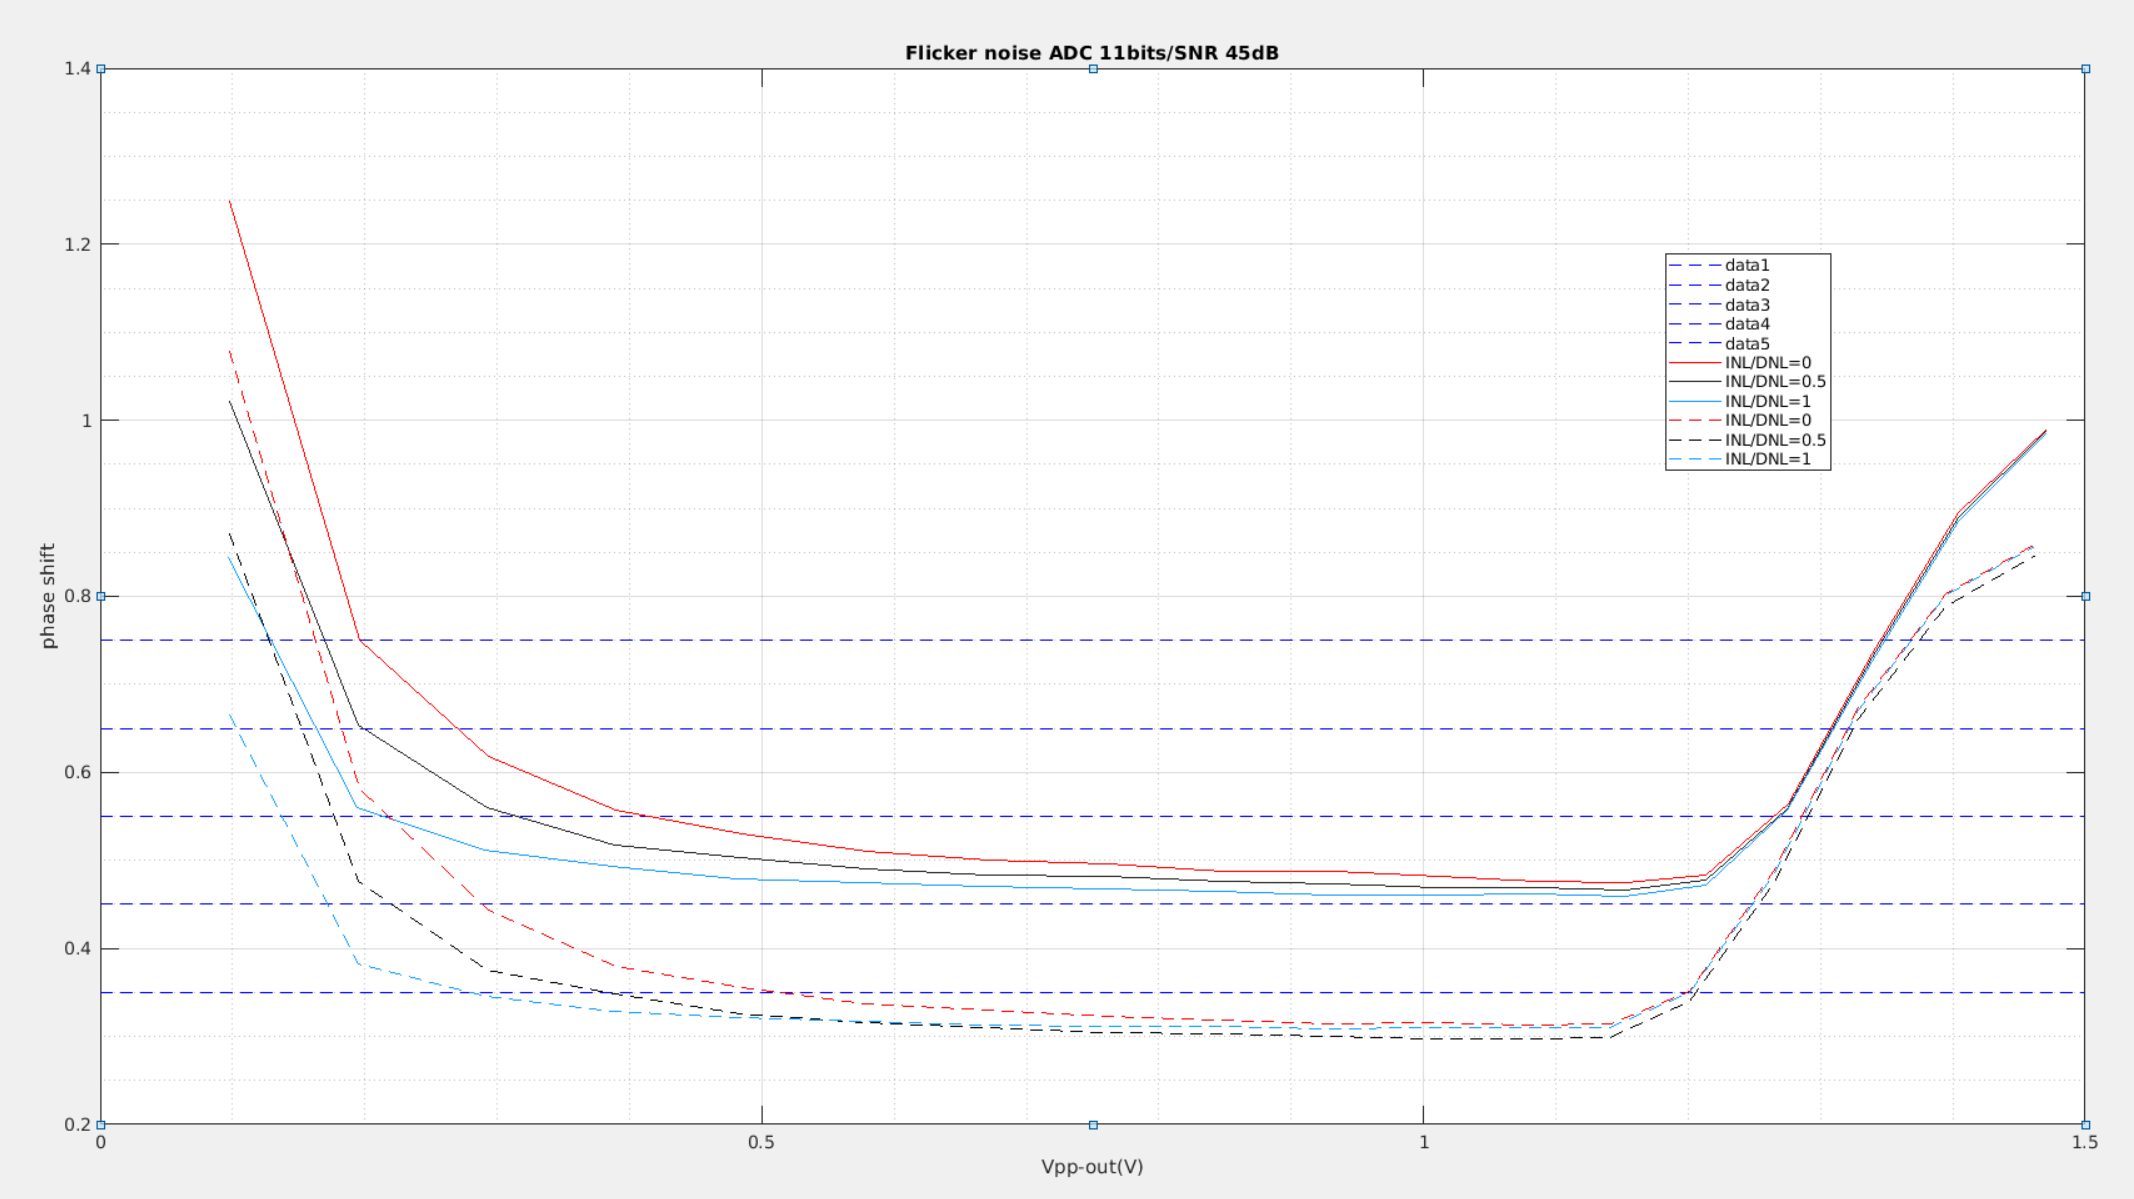 Flicker noise ADC 11bits/SNR 45dB
1.4
1.2
1
0.8
0.6
0.4
0.2
phase shift
data1
data2
data3
data4
data5
INL/DNL=0
INL/DNL=0.5
INL/DNL=1
INL/DNL=0
INL/DNL=0.5
INL/DNL=1
0 0.5 1 1.5
Vpp-out(V)